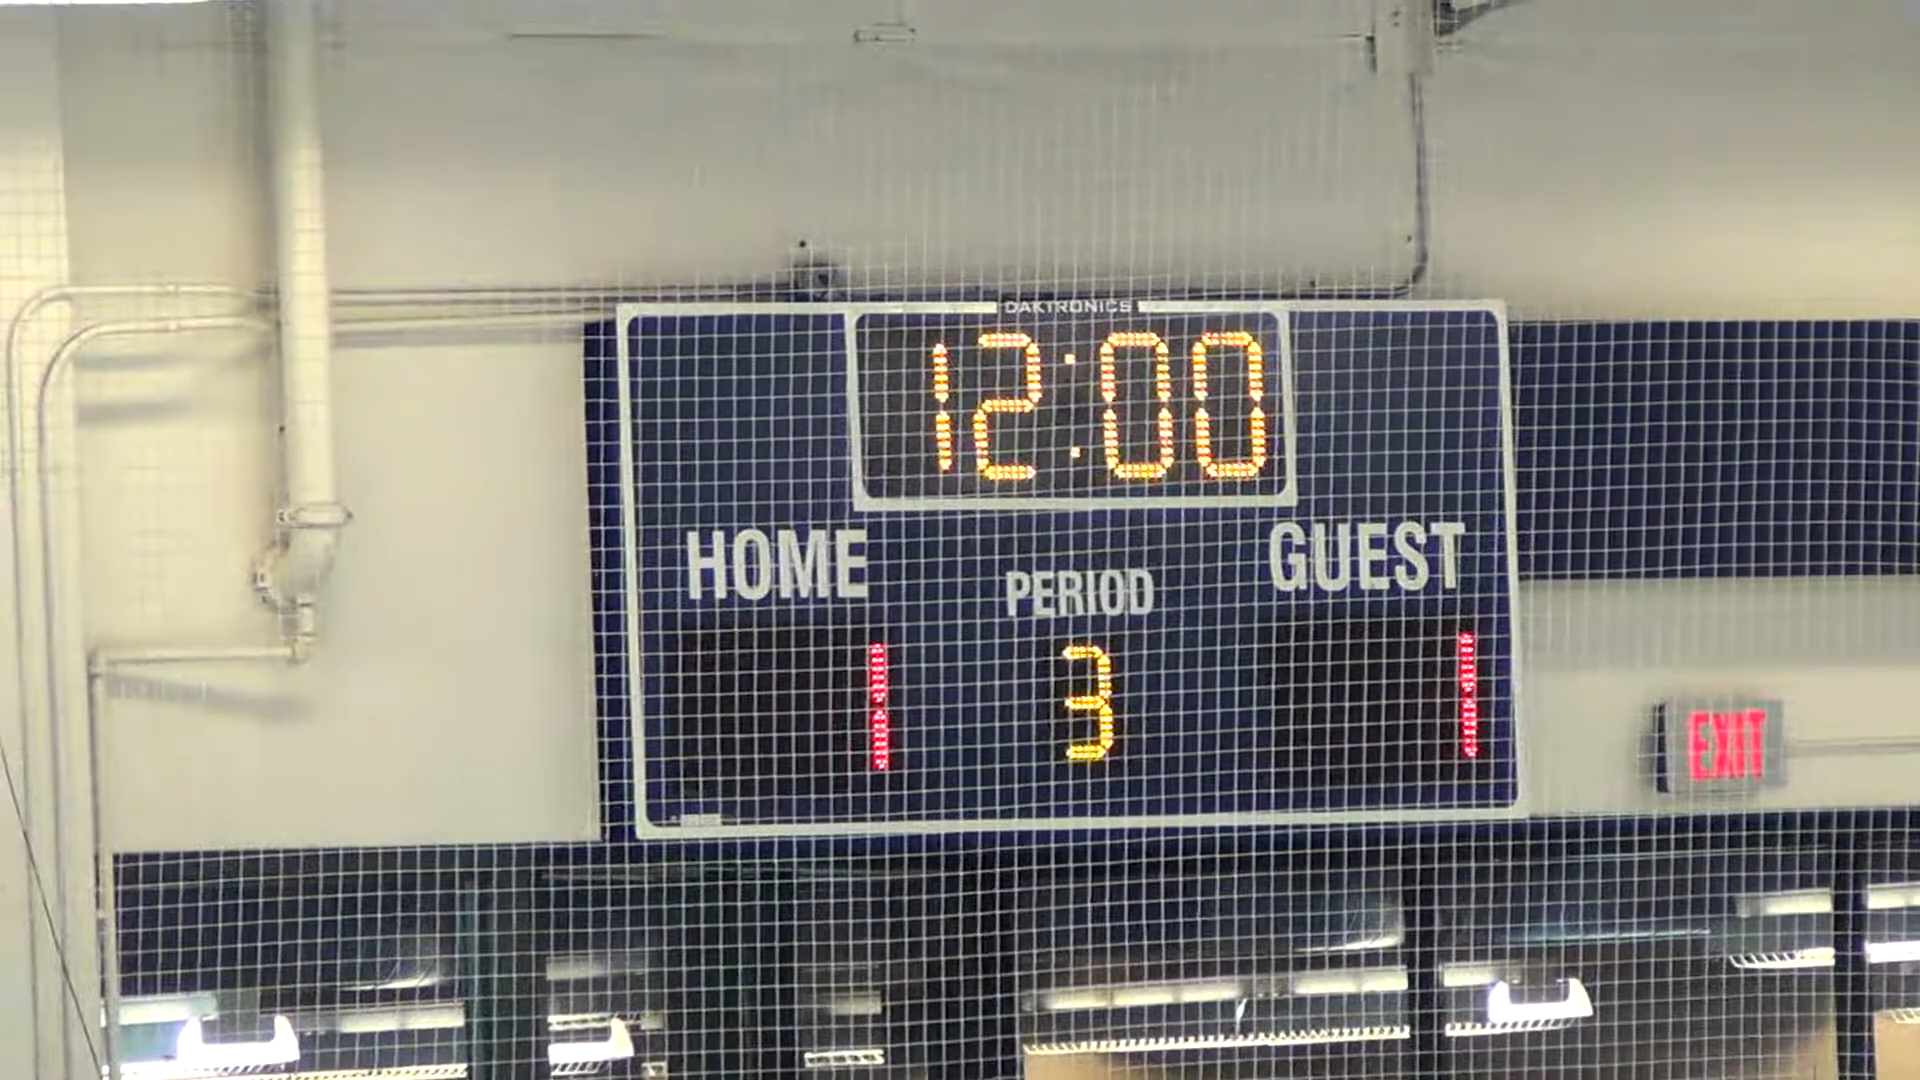 DAKTRONICS
12:00
HOME
GUEST
PERIOD
1
3
1
EXIT